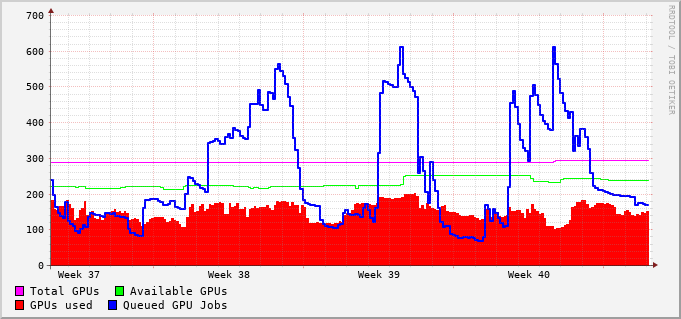 700
600
500
400
300
200
100
0
Week 37 Week 38 Week 39 Week 40
Total GPUs Available GPUs
GPUs used Queued GPU Jobs
RRDTOOL / TOBI OETIKER